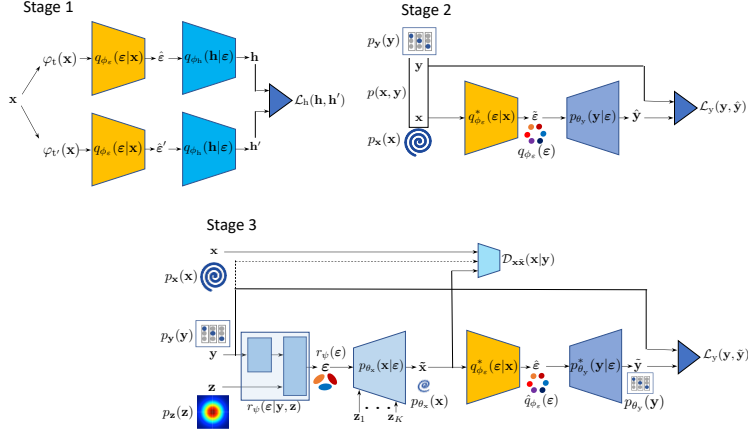 Stage 1
φ_t(x)
q_{ϕ_ε}(ε|x)
ε̂
q_{ϕ_h}(h|ε)
h
x
L_h(h, h′)
φ_{t′}(x)
q_{ϕ_ε}(ε|x)
ε̂′
q_{ϕ_h}(h|ε)
h′
Stage 2
p_y(y)
y
p(x, y)
x
q*_{ϕ_ε}(ε|x)
ε̃
p_{θ_y}(y|ε)
ŷ
L_y(y, ŷ)
p_x(x)
q_{ϕ_ε}(ε)
Stage 3
x
D_{xx̃}(x|y)
p_x(x)
p_y(y)
y
r_ψ(ε)
ε
p_{θ_x}(x|ε)
x̃
q*_{ϕ_ε}(ε|x)
ε̂
p*_{θ_y}(y|ε)
ỹ
L_y(y, ỹ)
z
p_{θ_x}(x)
q̂_{ϕ_ε}(ε)
p_{θ_y}(y)
p_z(z)
r_ψ(ε|y, z)
z_1 · · · z_K